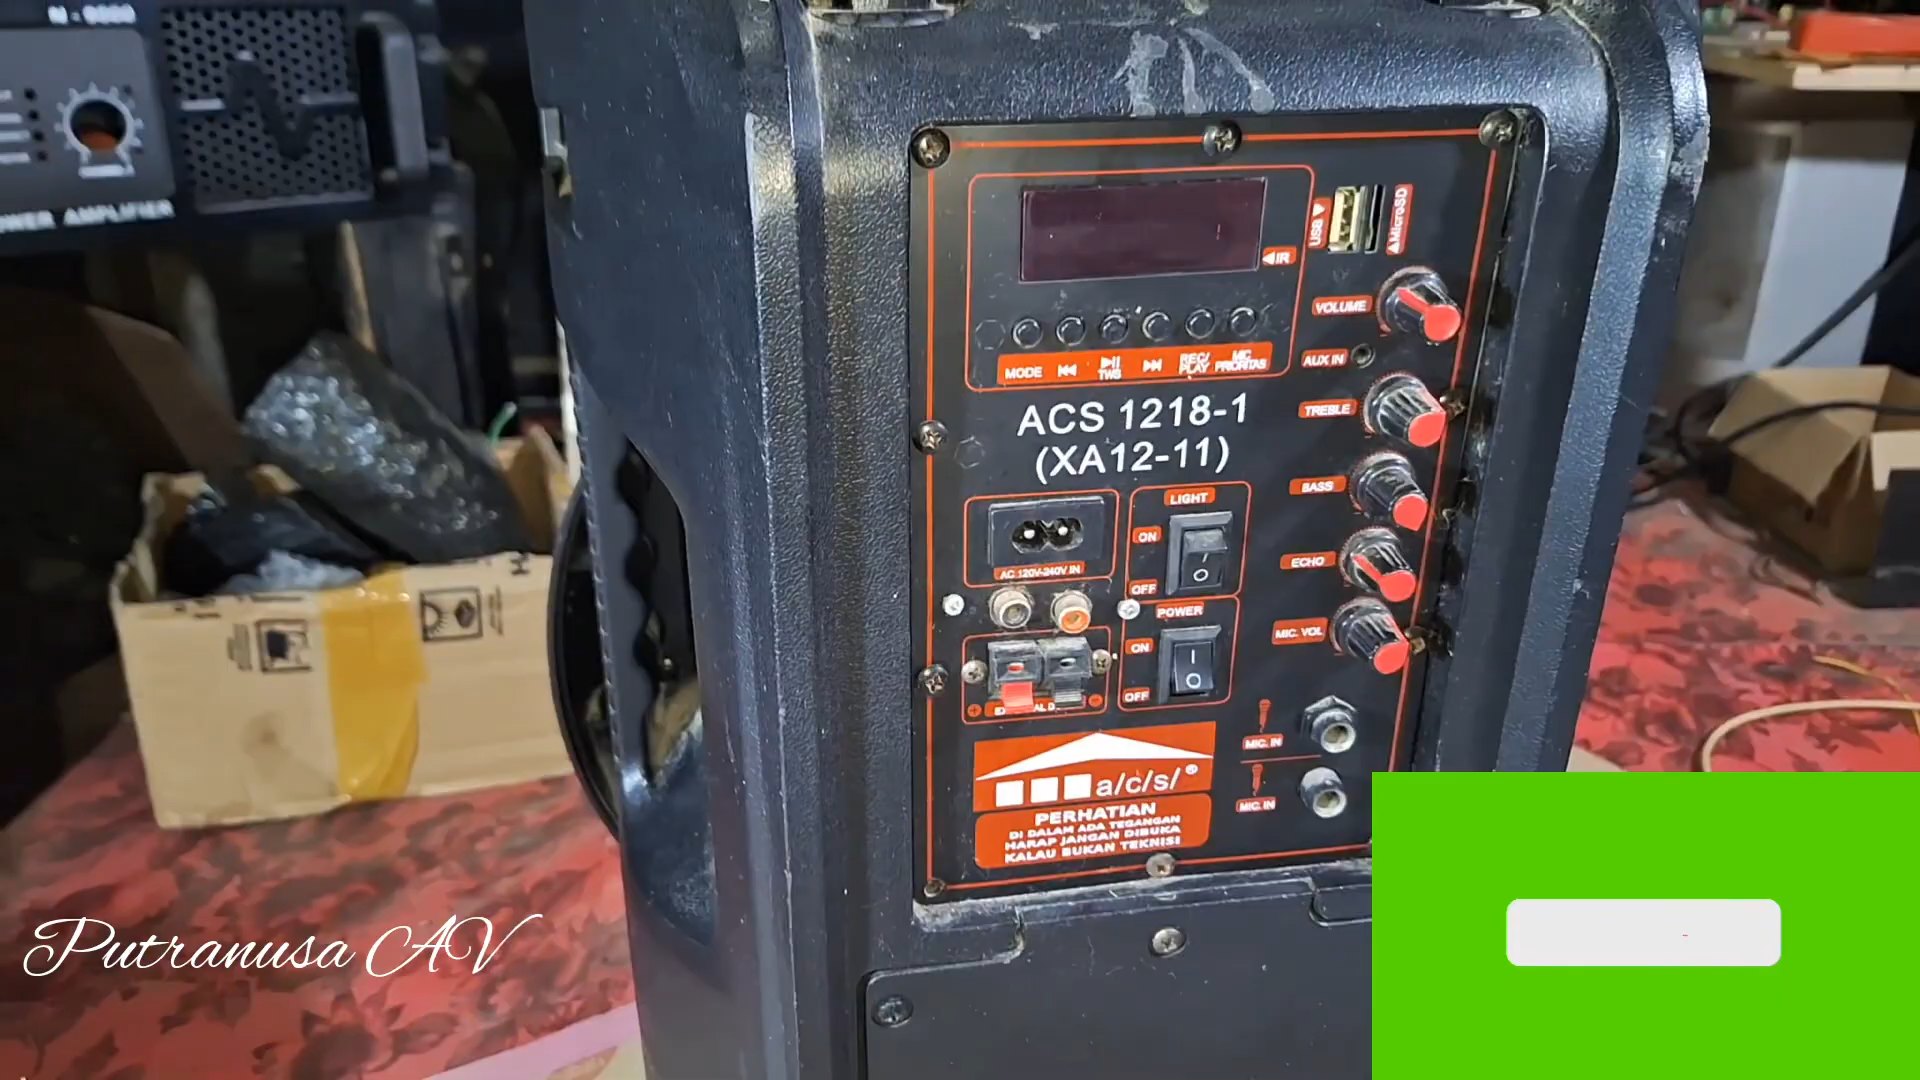 N-9000
POWER AMPLIFIER
USB
MicroSD
IR
VOLUME
MODE
TWS
REC/PLAY
MIC PRIORITAS
AUX IN
ACS 1218-1
(XA12-11)
TREBLE
BASS
ECHO
MIC. VOL
LIGHT
ON
OFF
AC 120V-240V IN
POWER
ON
OFF
MIC. IN
MIC. IN
a/c/s/®
PERHATIAN
DI DALAM ADA TEGANGAN
HARAP JANGAN DIBUKA
KALAU BUKAN TEKNISI
Putranusa AV